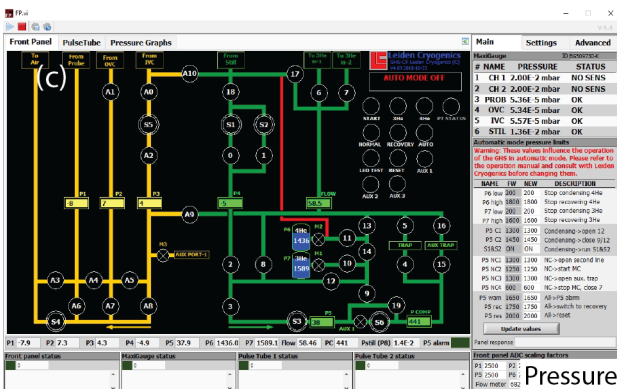 FP.vi
Front Panel PulseTube Pressure Graphs
Main Settings Advanced
To Air
From Probe
From OVC
From IVC
From Still
To 3He in-1
To 3He in-2
(c)
Leiden Cryogenics
AUTO MODE OFF
A10
17
A1 A0
18
6 7
S5
S1 S2
START 3He 4He PT STATUS
A2
0 1
NORMAL RECOVERY AUTO
LED TEST RESET AUX 1
AUX 2 AUX 3
P1 P2 P3 P4 FLOW
-8 7 4 -5 58.5
A9
M3
AUX PORT-1
P6 4He 1436 M2
P7 3He 1589 M1
13 5 16
11
14 TRAP AUX TRAP
10
2 8 4 15
12
9
A3 A4 A5
A6 A7 A8
3
19
S4
S3 P5 38 AUX 1 S6 P COMP 441
P1 -7.9 P2 7.3 P3 4.3 P4 -4.9 P5 37.9 P6 1436.0 P7 1589.1 Flow 58.46 PC 441 Pstill (P8) 1.4E-2 P5 alarm
Front panel status
MaxiGauge status
Pulse Tube 1 status
Pulse Tube 2 status
MaxiGauge
# NAME PRESSURE STATUS
1 CH 1 2.00E-2 mbar NO SENS
2 CH 2 2.00E-2 mbar NO SENS
3 PROB 5.36E-5 mbar OK
4 OVC 5.34E-5 mbar OK
5 IVC 5.57E-5 mbar OK
6 STIL 1.36E-2 mbar OK
Automatic mode pressure limits
Warning: These values influence the operation
of the GHS in automatic mode. Please refer to
the operation manual and consult with Leiden
Cryogenics before changing them.
NAME FW NEW DESCRIPTION
P6 low 200 200 Stop condensing 4He
P6 high 1800 1800 Stop recovering 4He
P7 low 200 200 Stop condensing 3He
P7 high 1600 1600 Stop recovering 3He
P5 C1 1300 1300 Condensing->open 12
P5 C2 1450 1450 Condensing->close 9/12
S1&S2 ON ON Condensing->run S1&S2
P5 NC1 1300 1300 NC->open second line
P5 NC2 1250 1250 NC->start MC
P5 NC3 1300 1300 NC->open aux. trap
P5 NC4 600 600 NC->stop MC, close 7
P5 warn 1650 1650 All->P5 alarm
P5 rec 1750 1750 All->switch to recovery
P5 res 2000 2000 All->reset
Update values
Panel response
Front panel ADC scaling factors
P1 2500
P5 2500
Flow meter
Pressure